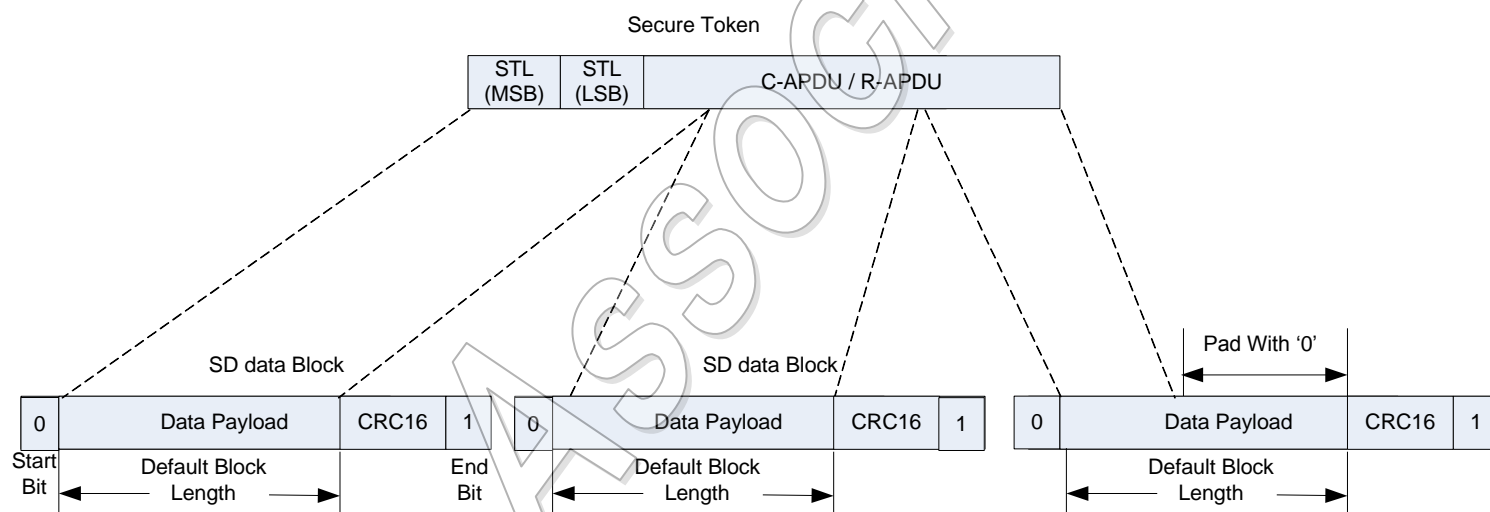 Secure Token
STL
(MSB)
STL
(LSB)
C-APDU / R-APDU
SD data Block
SD data Block
Pad With ‘0’
0
Data Payload
CRC16
1
0
Data Payload
CRC16
1
0
Data Payload
CRC16
1
Start
Bit
Default Block
Length
End
Bit
Default Block
Length
Default Block
Length